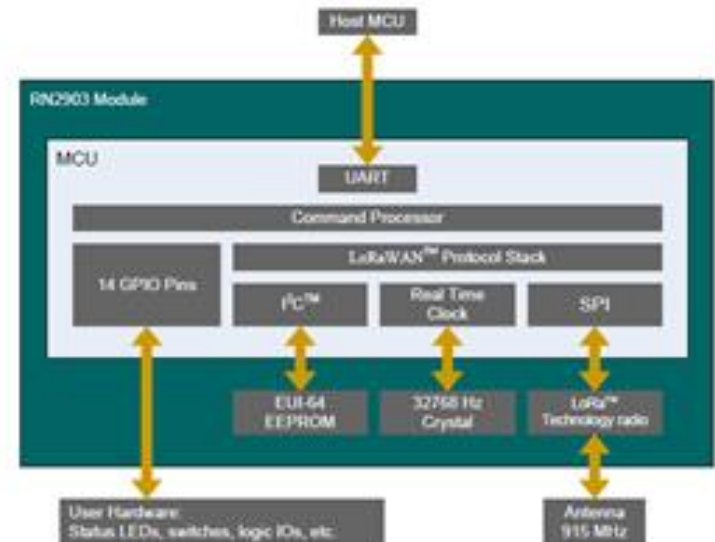 Host MCU
RN2903 Module
MCU
UART
Command Processor
14 GPIO Pins
LoRaWAN™ Protocol Stack
I²C™
Real Time
Clock
SPI
EUI-64
EEPROM
32768 Hz
Crystal
LoRa™
Technology radio
User Hardware:
Status LEDs, switches, logic IOs, etc.
Antenna
915 MHz